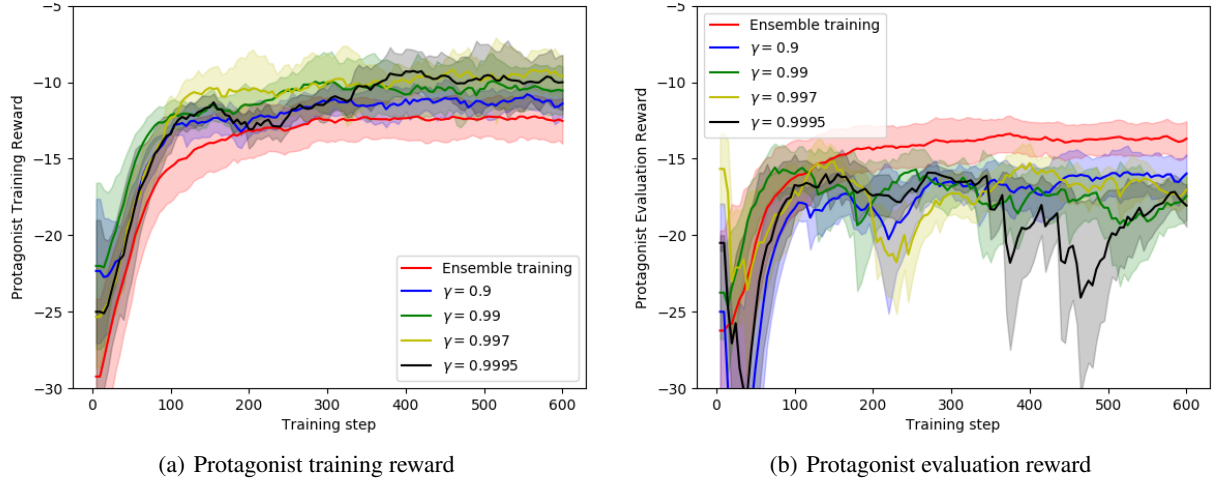 −5
−10
−15
−20
−25
−30
Protagonist Training Reward
0 100 200 300 400 500 600
Training step
Ensemble training
γ = 0.9
γ = 0.99
γ = 0.997
γ = 0.9995
(a) Protagonist training reward
−5
−10
−15
−20
−25
−30
Protagonist Evaluation Reward
Ensemble training
γ = 0.9
γ = 0.99
γ = 0.997
γ = 0.9995
0 100 200 300 400 500 600
Training step
(b) Protagonist evaluation reward